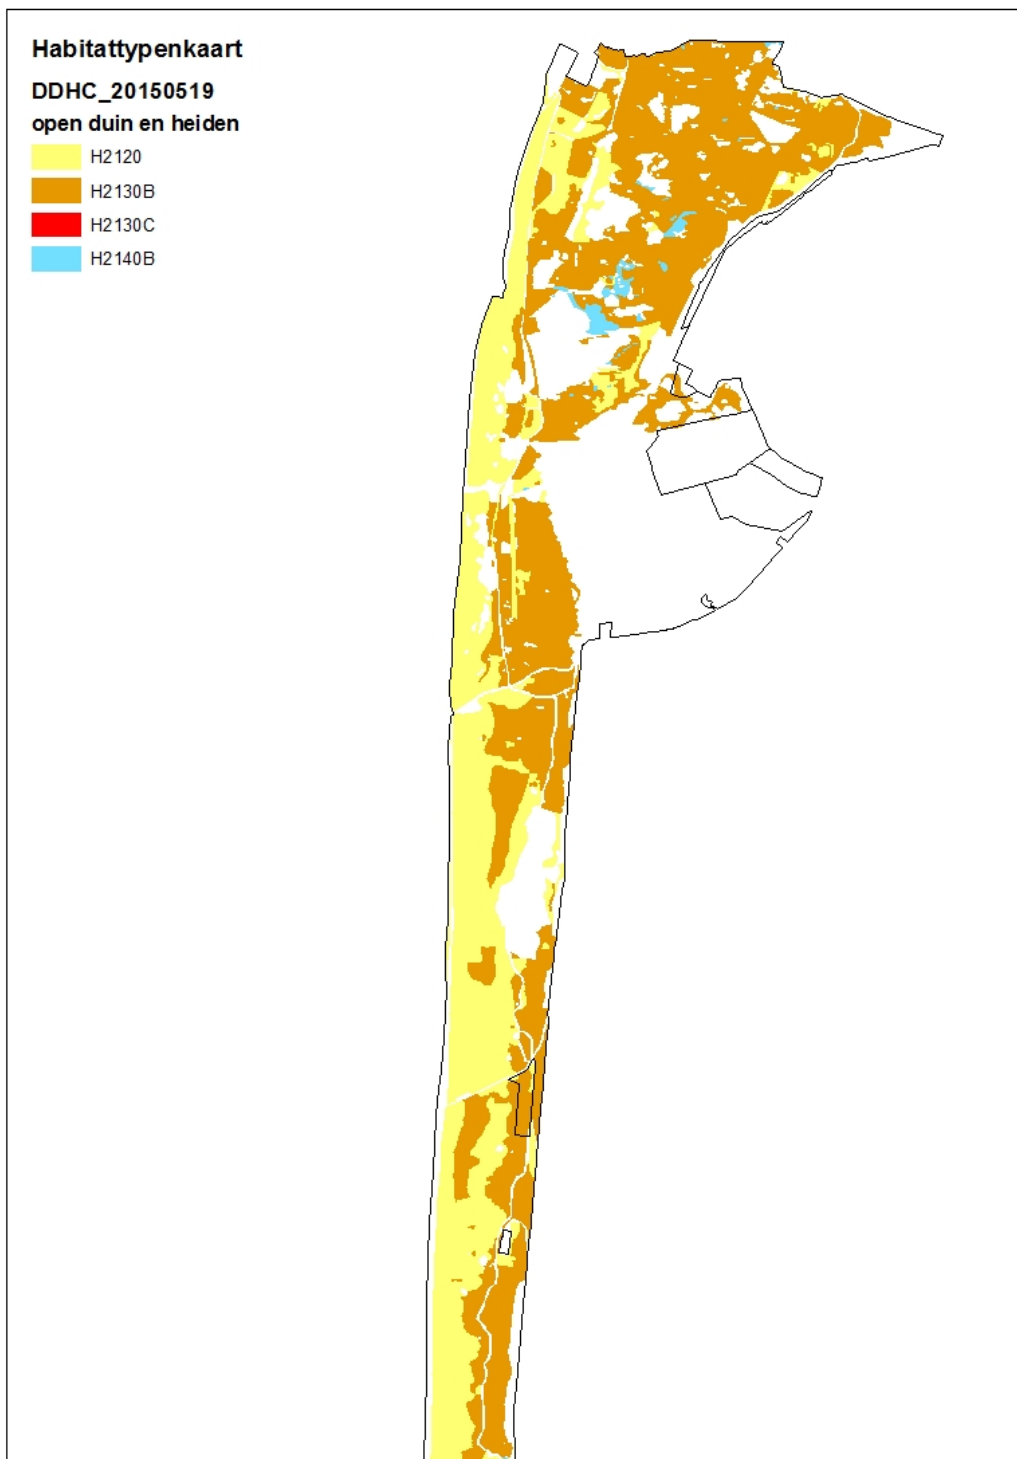 Habitattypenkaart
DDHC_20150519
open duin en heiden
H2120
H2130B
H2130C
H2140B